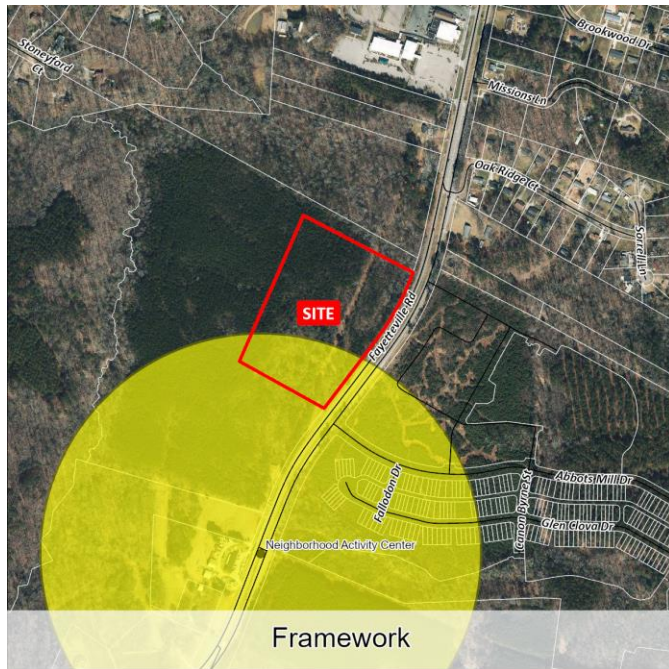 Brookwood Dr
Stoneyford
Ct
Missions Ln
Oak Ridge Ct
Sorrell Ln
SITE
Fayetteville Rd
Abbots Mill Dr
Fallodon Dr
Canon Byrne St
Glen Clova Dr
Neighborhood Activity Center
Framework